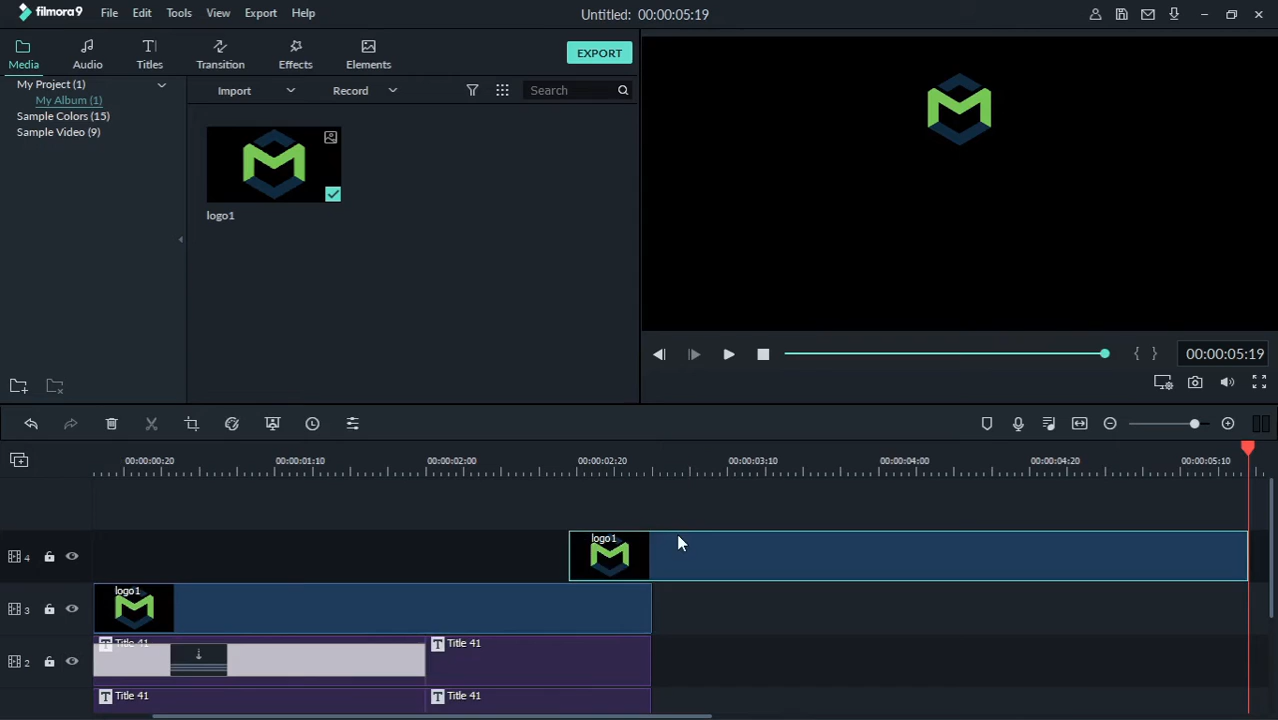 filmora9 File Edit Tools View Export Help Untitled: 00:00:05:19
Media Audio Titles Transition Effects Elements EXPORT
My Project (1)
My Album (1)
Sample Colors (15)
Sample Video (9)
Import Record Search
logo1
00:00:05:19
00:00:00:20 00:00:01:10 00:00:02:00 00:00:02:20 00:00:03:10 00:00:04:00 00:00:04:20 00:00:05:10
4 logo1
3 logo1
2 Title 41 Title 41
Title 41 Title 41